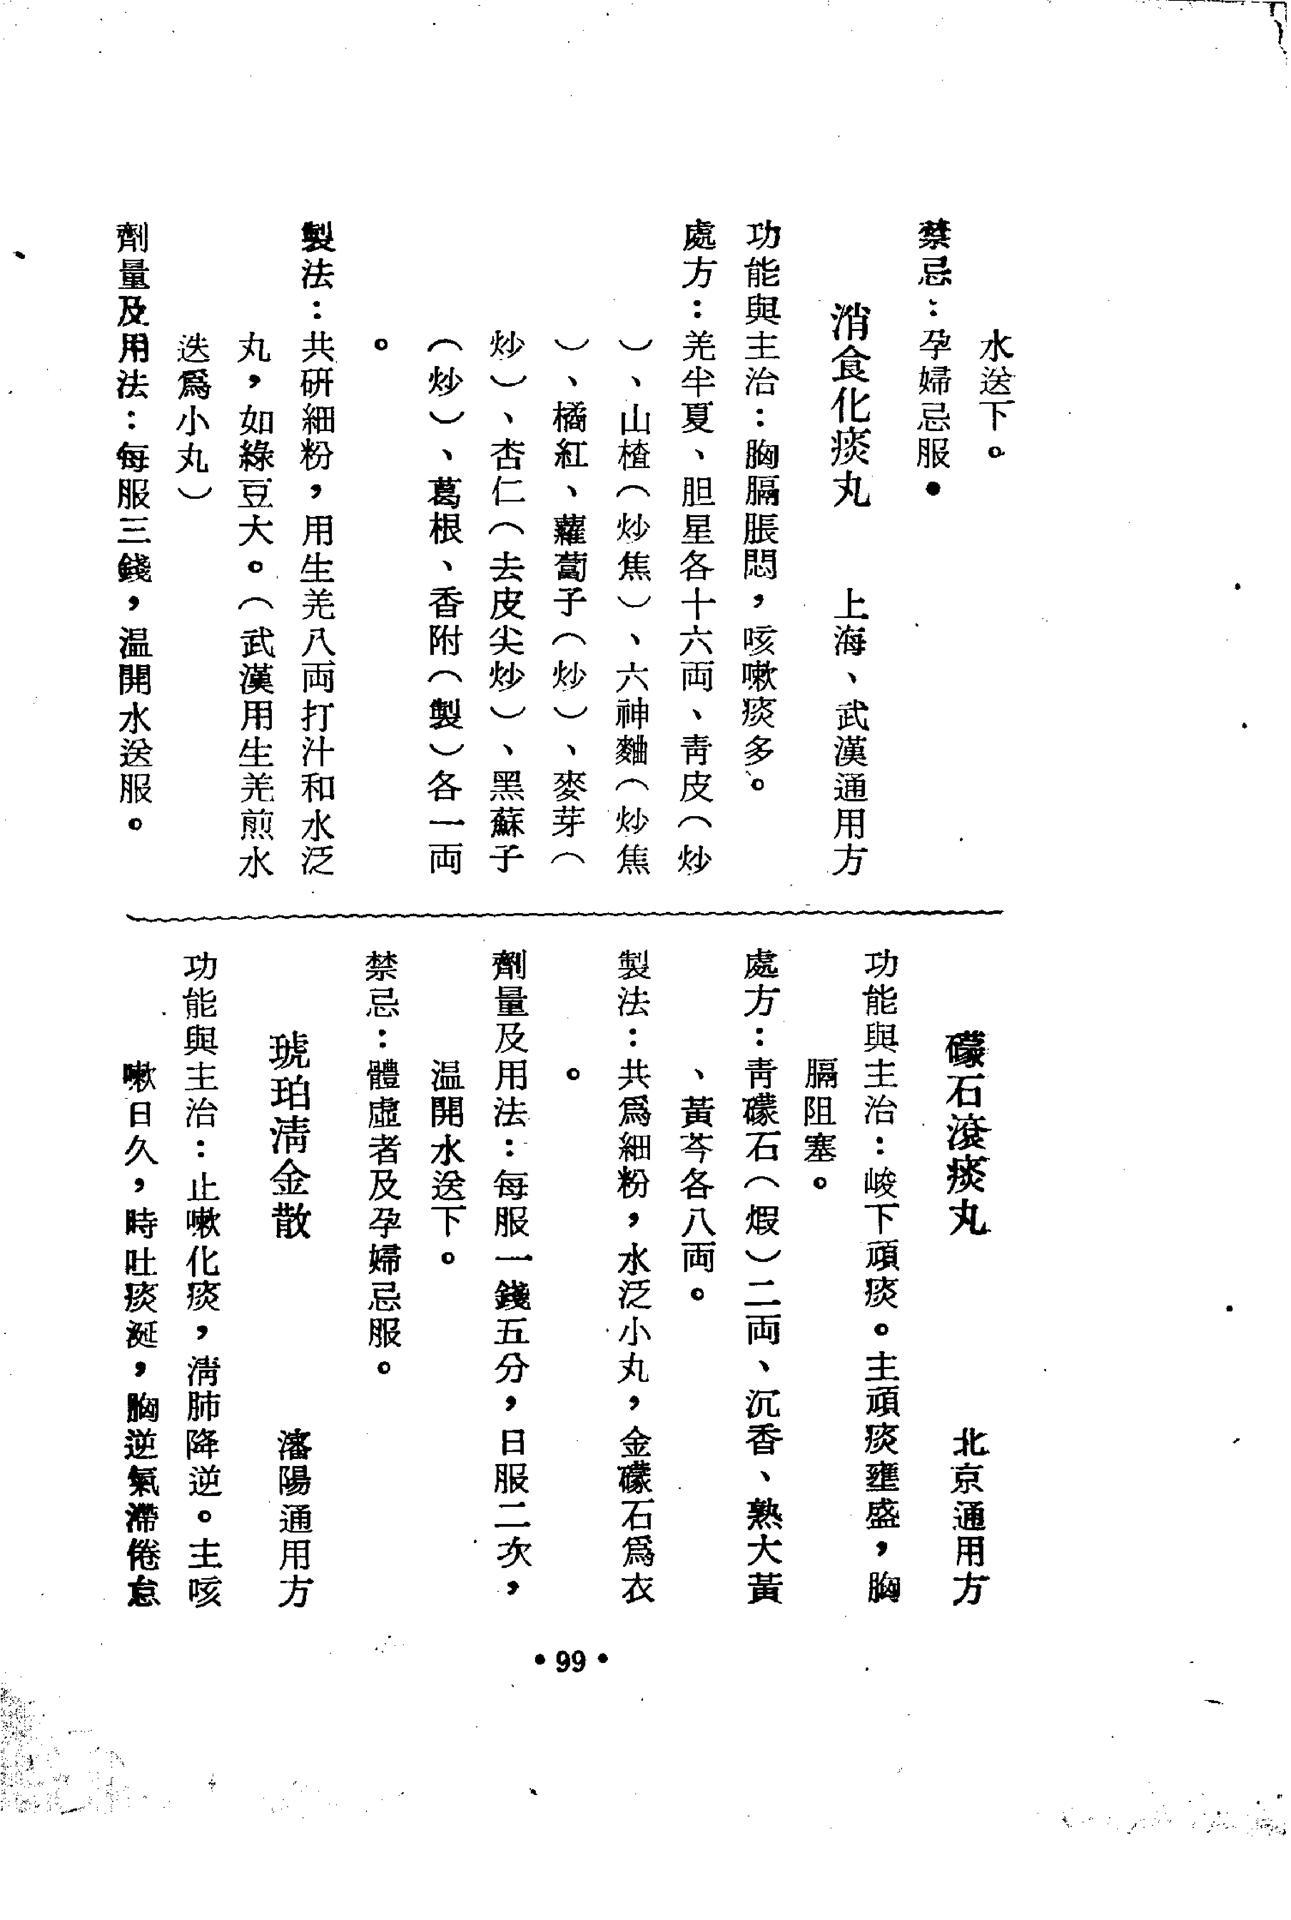 水送下。
禁忌：孕婦忌服●
消食化痰丸　上海、武漢通用方
功能與主治：胸膈脹悶，咳嗽痰多。
處方：羌半夏、胆星各十六両、青皮（炒
）、山楂（炒焦）、六神麯（炒焦
）、橘紅、蘿蔔子（炒）、麥芽（
炒）、杏仁（去皮尖炒）、黑蘇子
（炒）、葛根、香附（製）各一両
。
製法：共研細粉，用生羌八両打汁和水泛
丸，如綠豆大。（武漢用生羌煎水
迭爲小丸）
劑量及用法：每服三錢，温開水送服。
礞石滾痰丸　北京通用方
功能與主治：峻下頑痰。主頑痰壅盛，胸
膈阻塞。
處方：青礞石（煆）二両、沉香、熟大黃
、黃芩各八両。
製法：共爲細粉，水泛小丸，金礞石爲衣
。
劑量及用法：每服一錢五分，日服二次，
温開水送下。
禁忌：體虛者及孕婦忌服。
琥珀清金散　瀋陽通用方
功能與主治：止嗽化痰，清肺降逆。主咳
嗽日久，時吐痰涎，胸逆氣滯倦怠
•99•